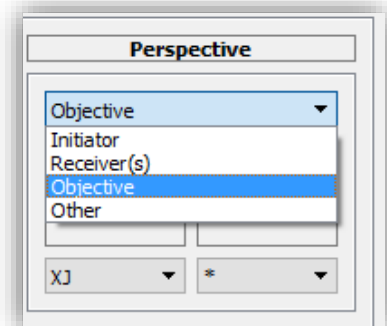 Perspective
Objective
Initiator
Receiver(s)
Objective
Other
XJ *